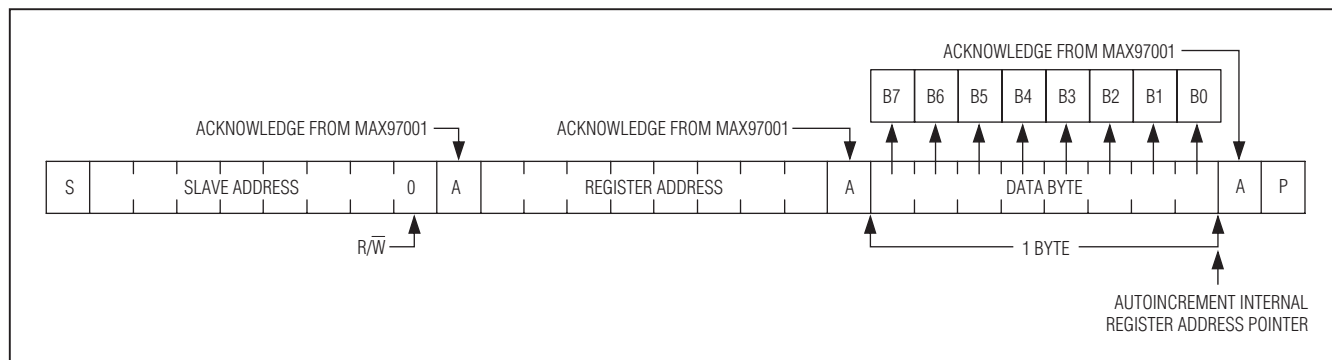 ACKNOWLEDGE FROM MAX97001
B7 B6 B5 B4 B3 B2 B1 B0
ACKNOWLEDGE FROM MAX97001 ACKNOWLEDGE FROM MAX97001
S SLAVE ADDRESS 0 A REGISTER ADDRESS A DATA BYTE A P
R/W̅ 1 BYTE
AUTOINCREMENT INTERNAL
REGISTER ADDRESS POINTER